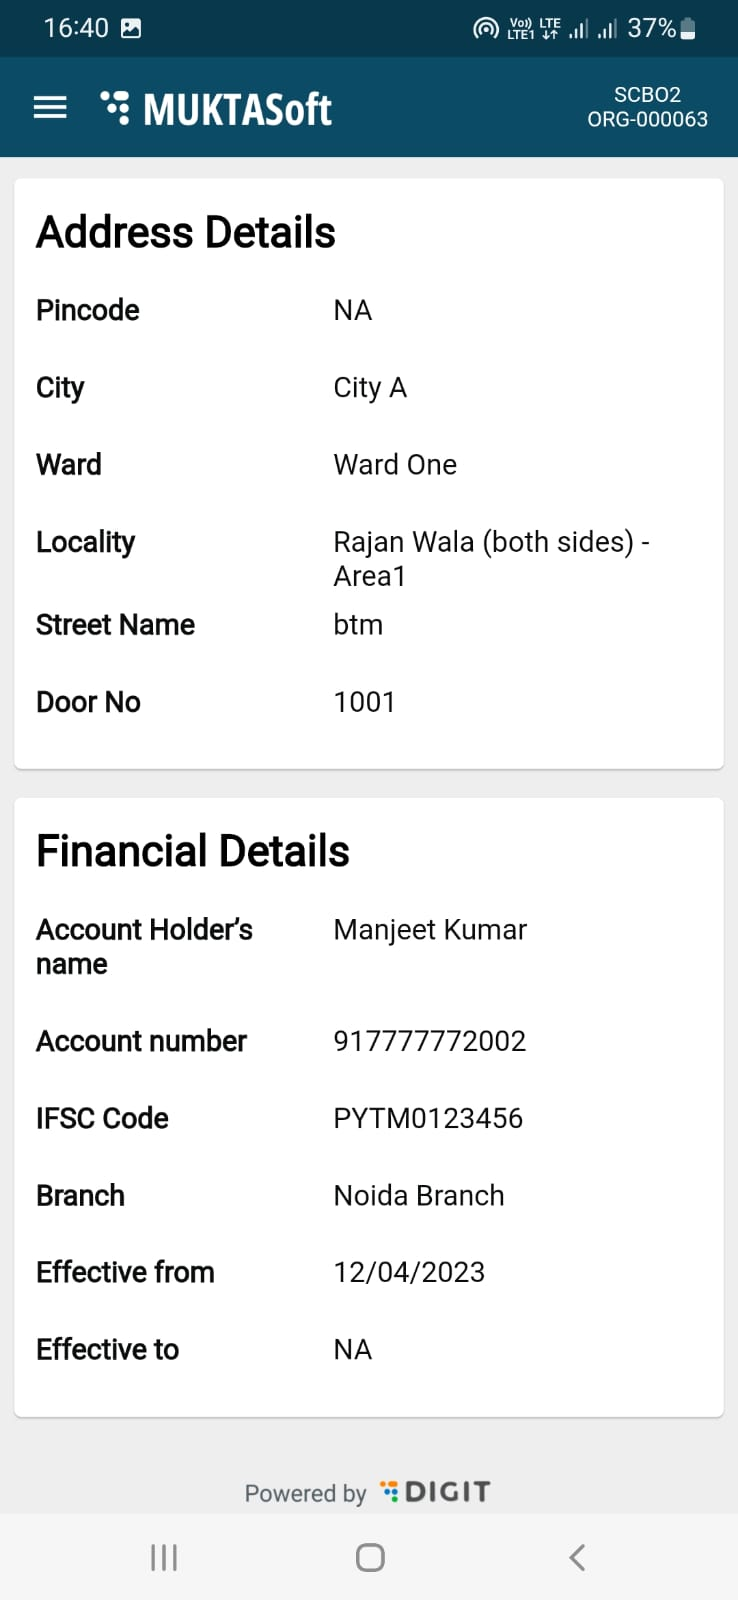 16:40
Vo)) LTE
LTE1
37%
MUKTASoft
SCBO2
ORG-000063
Address Details
Pincode NA
City City A
Ward Ward One
Locality Rajan Wala (both sides) -
Area1
Street Name btm
Door No 1001
Financial Details
Account Holder's Manjeet Kumar
name
Account number 917777772002
IFSC Code PYTM0123456
Branch Noida Branch
Effective from 12/04/2023
Effective to NA
Powered by DIGIT